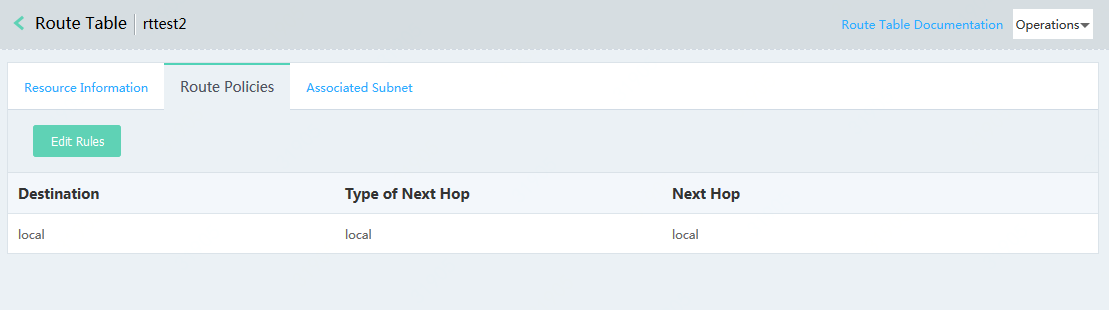 Route Table rttest2 Route Table Documentation Operations
Resource Information Route Policies Associated Subnet
Edit Rules
Destination Type of Next Hop Next Hop
local local local